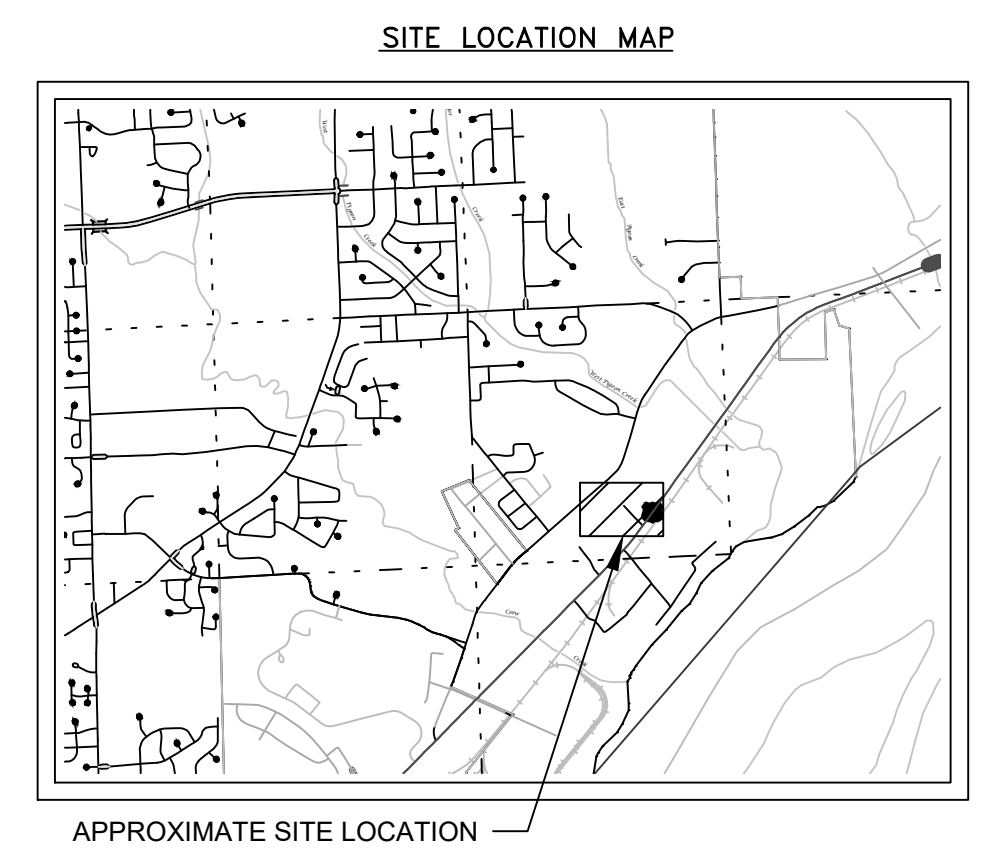 SITE LOCATION MAP
West
Pigeon
Creek
Creek
East
Pigeon
Creek
West Pigeon Creek
Creek
APPROXIMATE SITE LOCATION